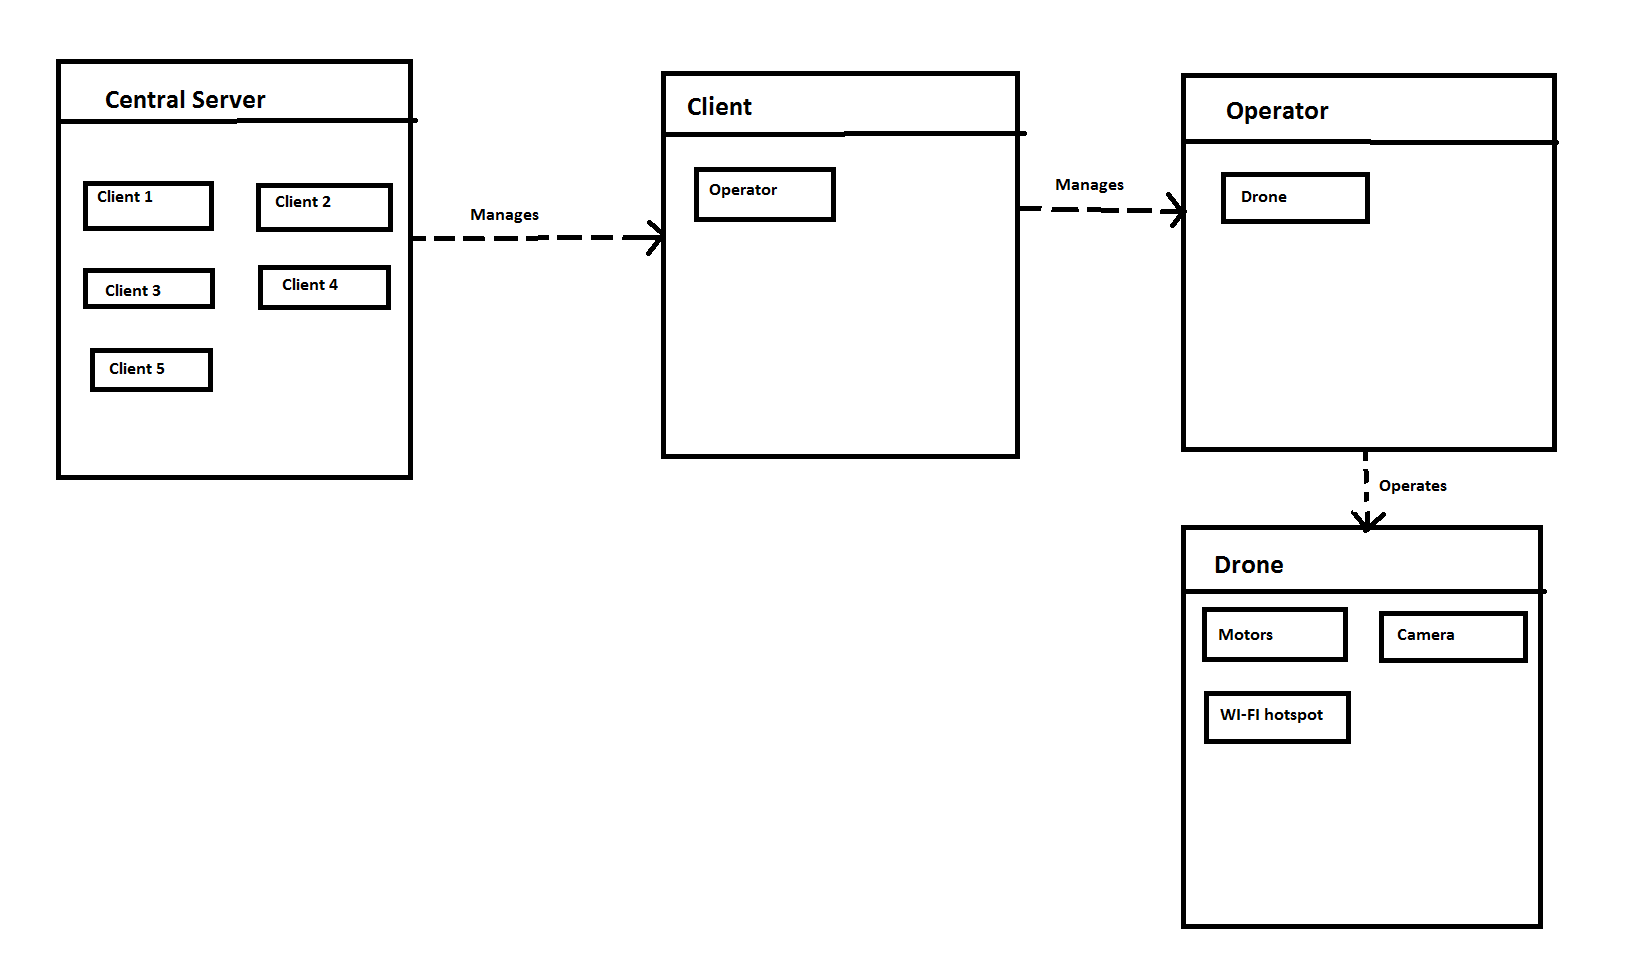 Central Server
Client 1
Client 2
Client 3
Client 4
Client 5
Manages
Client
Operator
Manages
Operator
Drone
Operates
Drone
Motors
Camera
WI-FI hotspot